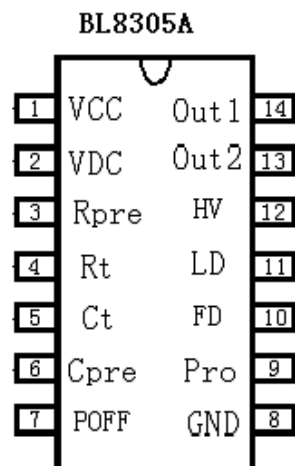 BL8305A
1 VCC Out1 14
2 VDC Out2 13
3 Rpre HV 12
4 Rt LD 11
5 Ct FD 10
6 Cpre Pro 9
7 POFF GND 8